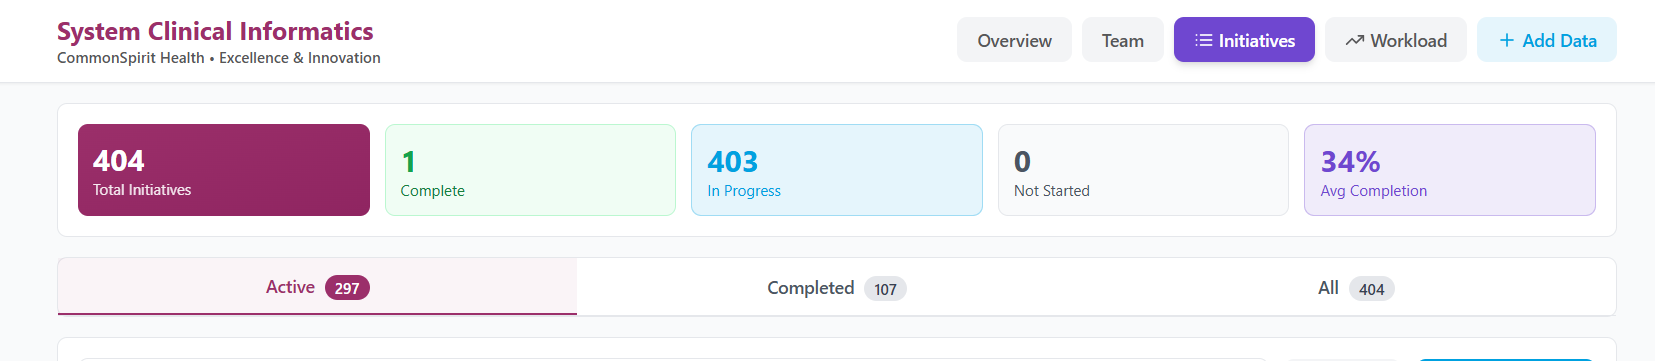 System Clinical Informatics
CommonSpirit Health • Excellence & Innovation
Overview
Team
Initiatives
Workload
+ Add Data
404
Total Initiatives
1
Complete
403
In Progress
0
Not Started
34%
Avg Completion
Active 297
Completed 107
All 404